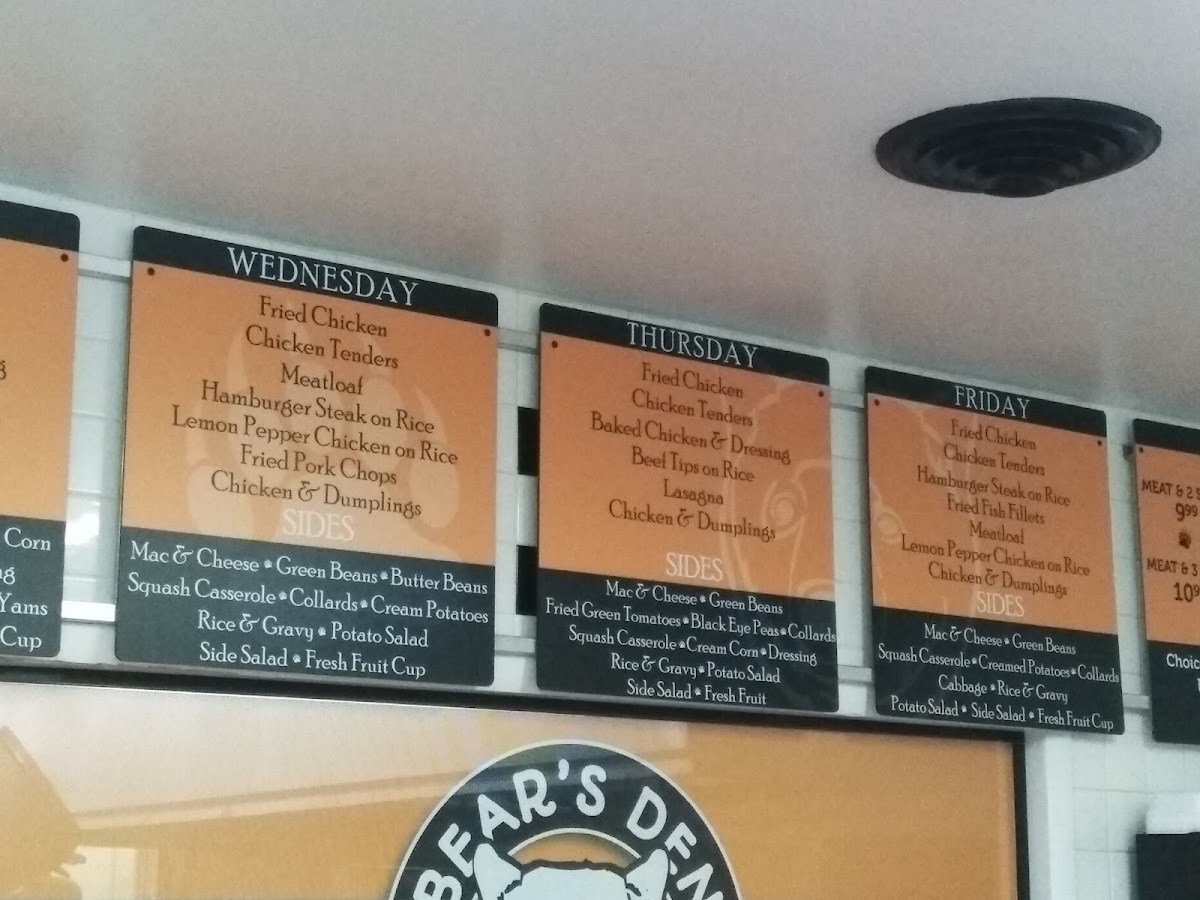 g
Corn
Yams
Cup
WEDNESDAY
Fried Chicken
Chicken Tenders
Meatloaf
Hamburger Steak on Rice
Lemon Pepper Chicken on Rice
Fried Pork Chops
Chicken & Dumplings
SIDES
Mac & Cheese • Green Beans • Butter Beans
Squash Casserole • Collards • Cream Potatoes
Rice & Gravy • Potato Salad
Side Salad • Fresh Fruit Cup
THURSDAY
Fried Chicken
Chicken Tenders
Baked Chicken & Dressing
Beef Tips on Rice
Lasagna
Chicken & Dumplings
SIDES
Mac & Cheese • Green Beans
Fried Green Tomatoes • Black Eye Peas • Collards
Squash Casserole • Cream Corn • Dressing
Rice & Gravy • Potato Salad
Side Salad • Fresh Fruit
FRIDAY
Fried Chicken
Chicken Tenders
Hamburger Steak on Rice
Fried Fish Fillets
Meatloaf
Lemon Pepper Chicken on Rice
Chicken & Dumplings
SIDES
Mac & Cheese • Green Beans
Squash Casserole • Creamed Potatoes • Collards
Cabbage • Rice & Gravy
Potato Salad • Side Salad • Fresh Fruit Cup
MEAT & 2
9.99
MEAT & 3
BEAR'S DEN